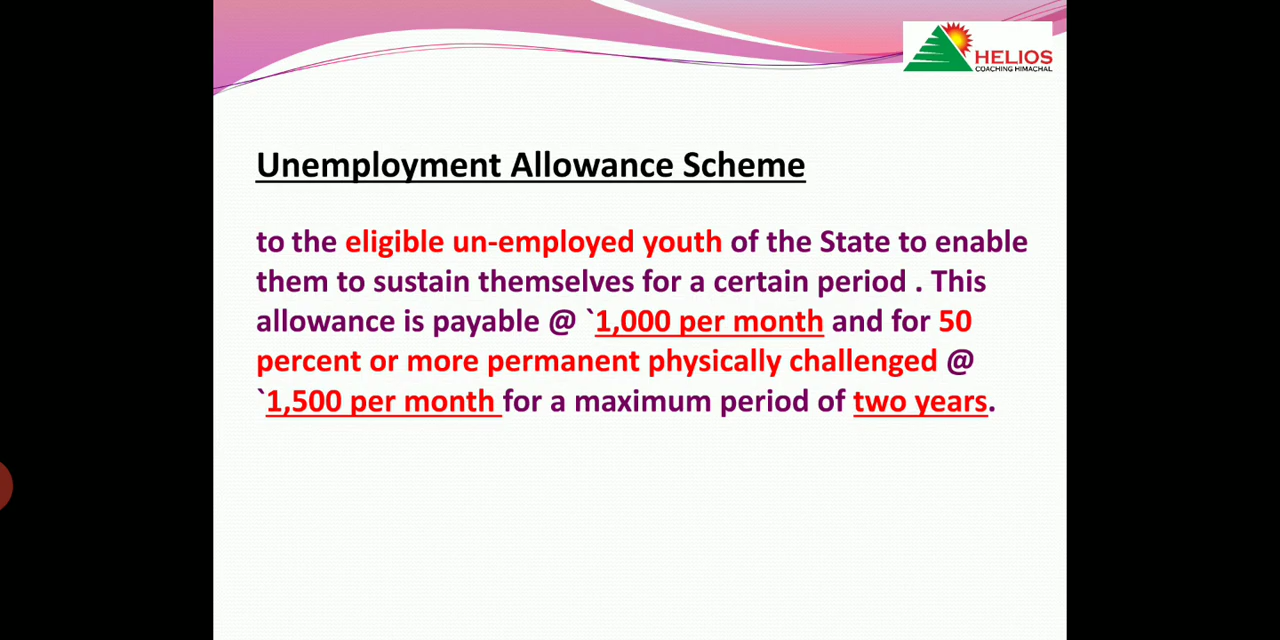 HELIOS
COACHING HIMACHAL
Unemployment Allowance Scheme
to the eligible un-employed youth of the State to enable
them to sustain themselves for a certain period . This
allowance is payable @ `1,000 per month and for 50
percent or more permanent physically challenged @
`1,500 per month for a maximum period of two years.